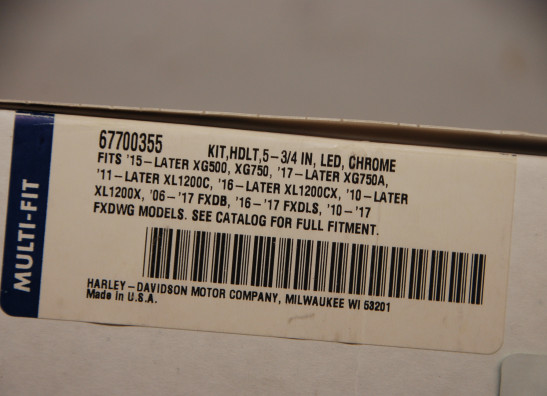 MULTI-FIT
67700355 KIT,HDLT,5-3/4 IN, LED, CHROME
FITS '15-LATER XG500, XG750, '17-LATER XG750A,
'11-LATER XL1200C, '16-LATER XL1200CX, '10-LATER
XL1200X, '06-'17 FXDB, '16-'17 FXDLS, '10-'17
FXDWG MODELS. SEE CATALOG FOR FULL FITMENT.
HARLEY-DAVIDSON MOTOR COMPANY, MILWAUKEE WI 53201
Made in U.S.A.